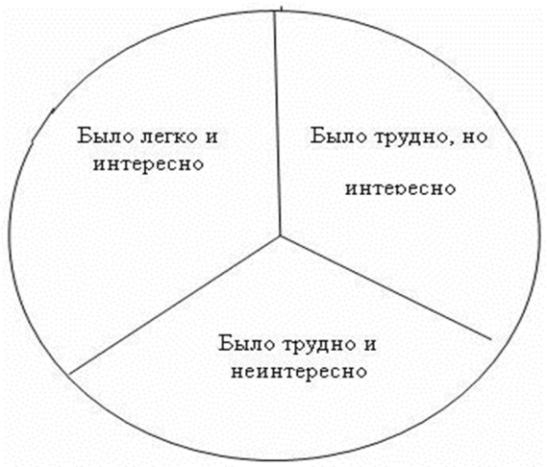 Было легко и
интересно
Было трудно, но
интересно
Было трудно и
неинтересно